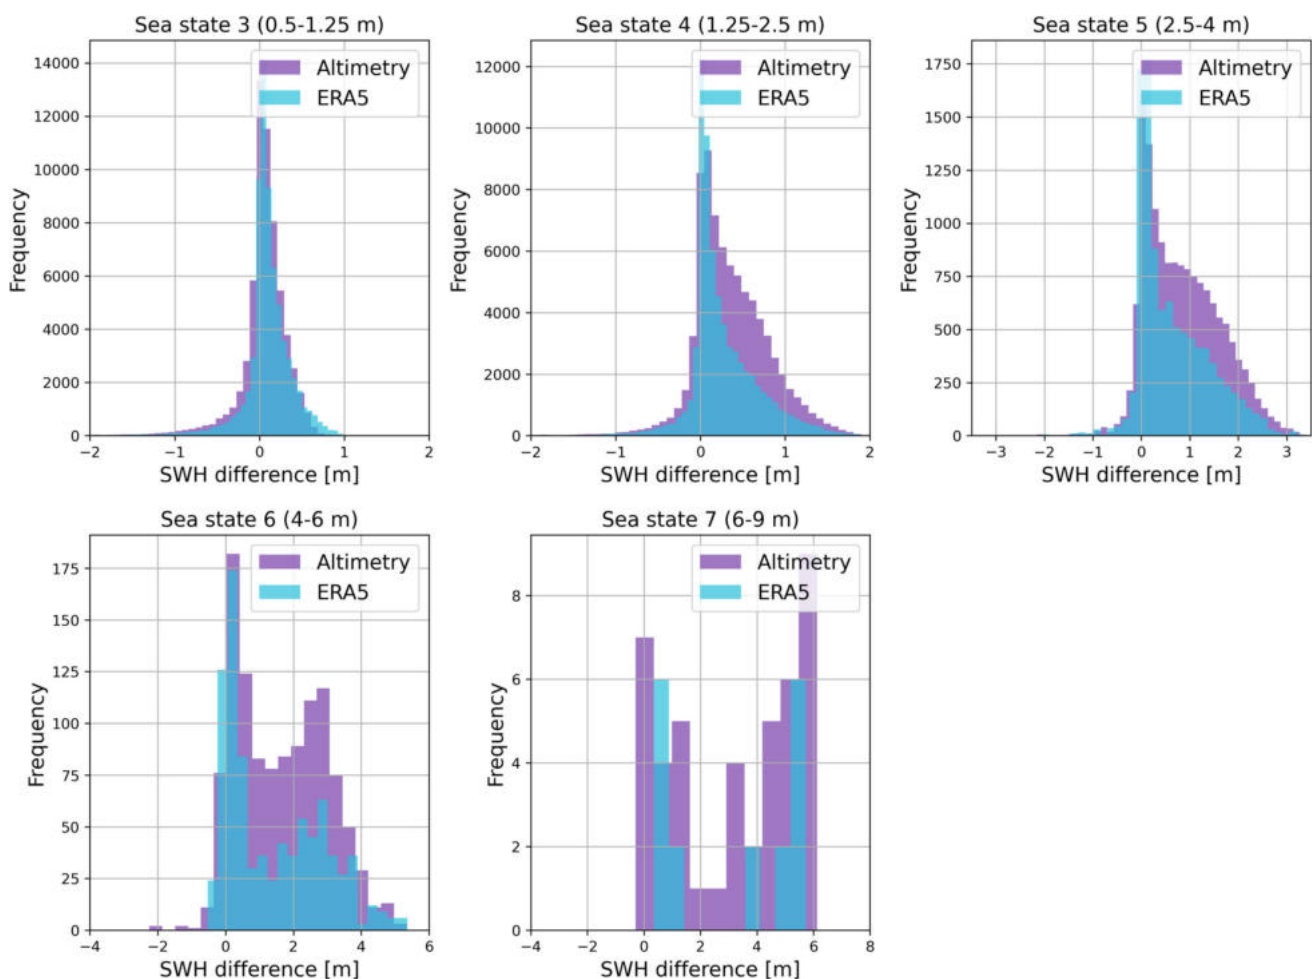 Sea state 3 (0.5-1.25 m)
Altimetry
ERA5
14000
12000
10000
8000
6000
4000
2000
0
Frequency
−2
−1
0
1
2
SWH difference [m]
Sea state 4 (1.25-2.5 m)
Altimetry
ERA5
12000
10000
8000
6000
4000
2000
0
Frequency
−2
−1
0
1
2
SWH difference [m]
Sea state 5 (2.5-4 m)
Altimetry
ERA5
1750
1500
1250
1000
750
500
250
0
Frequency
−3
−2
−1
0
1
2
3
SWH difference [m]
Sea state 6 (4-6 m)
Altimetry
ERA5
175
150
125
100
75
50
25
0
Frequency
−4
−2
0
2
4
6
SWH difference [m]
Sea state 7 (6-9 m)
Altimetry
ERA5
8
6
4
2
0
Frequency
−4
−2
0
2
4
6
8
SWH difference [m]